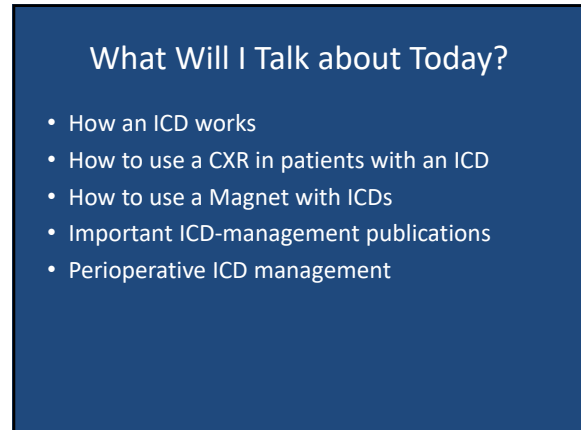 What Will I Talk about Today?
• How an ICD works
• How to use a CXR in patients with an ICD
• How to use a Magnet with ICDs
• Important ICD-management publications
• Perioperative ICD management